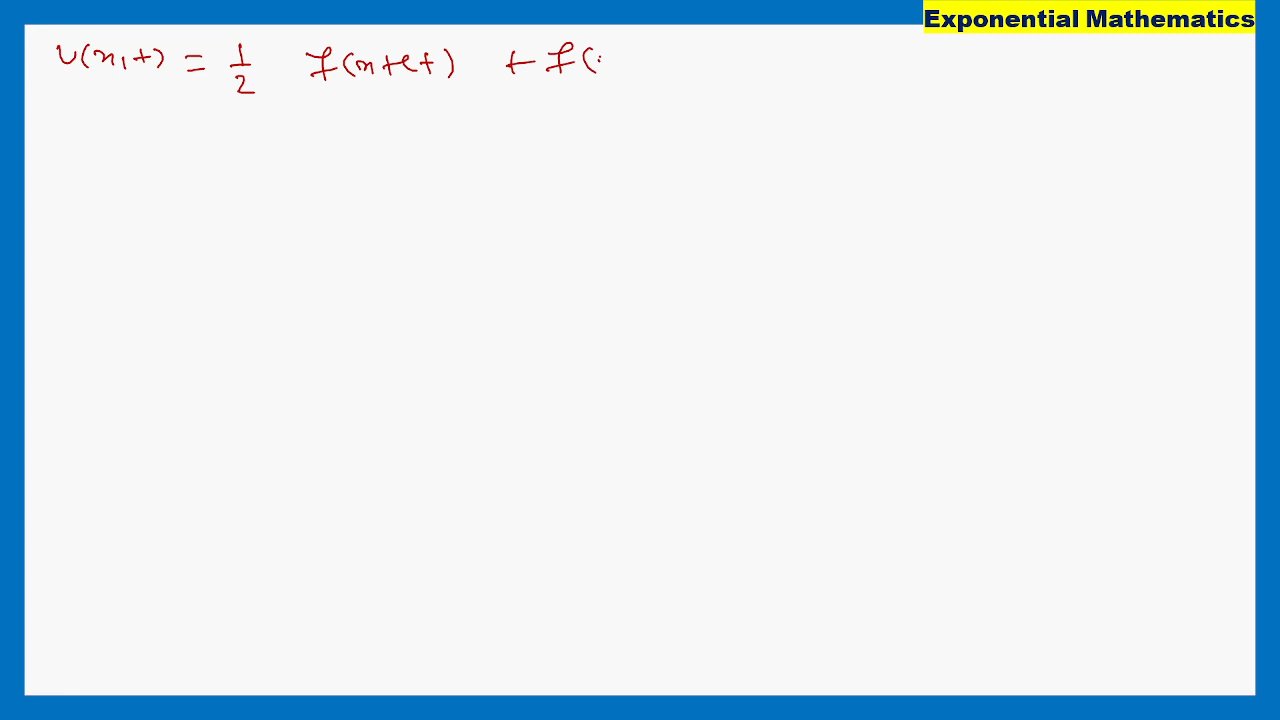 Exponential Mathematics
u(x,t) = 1/2 f(x+ct) + f(